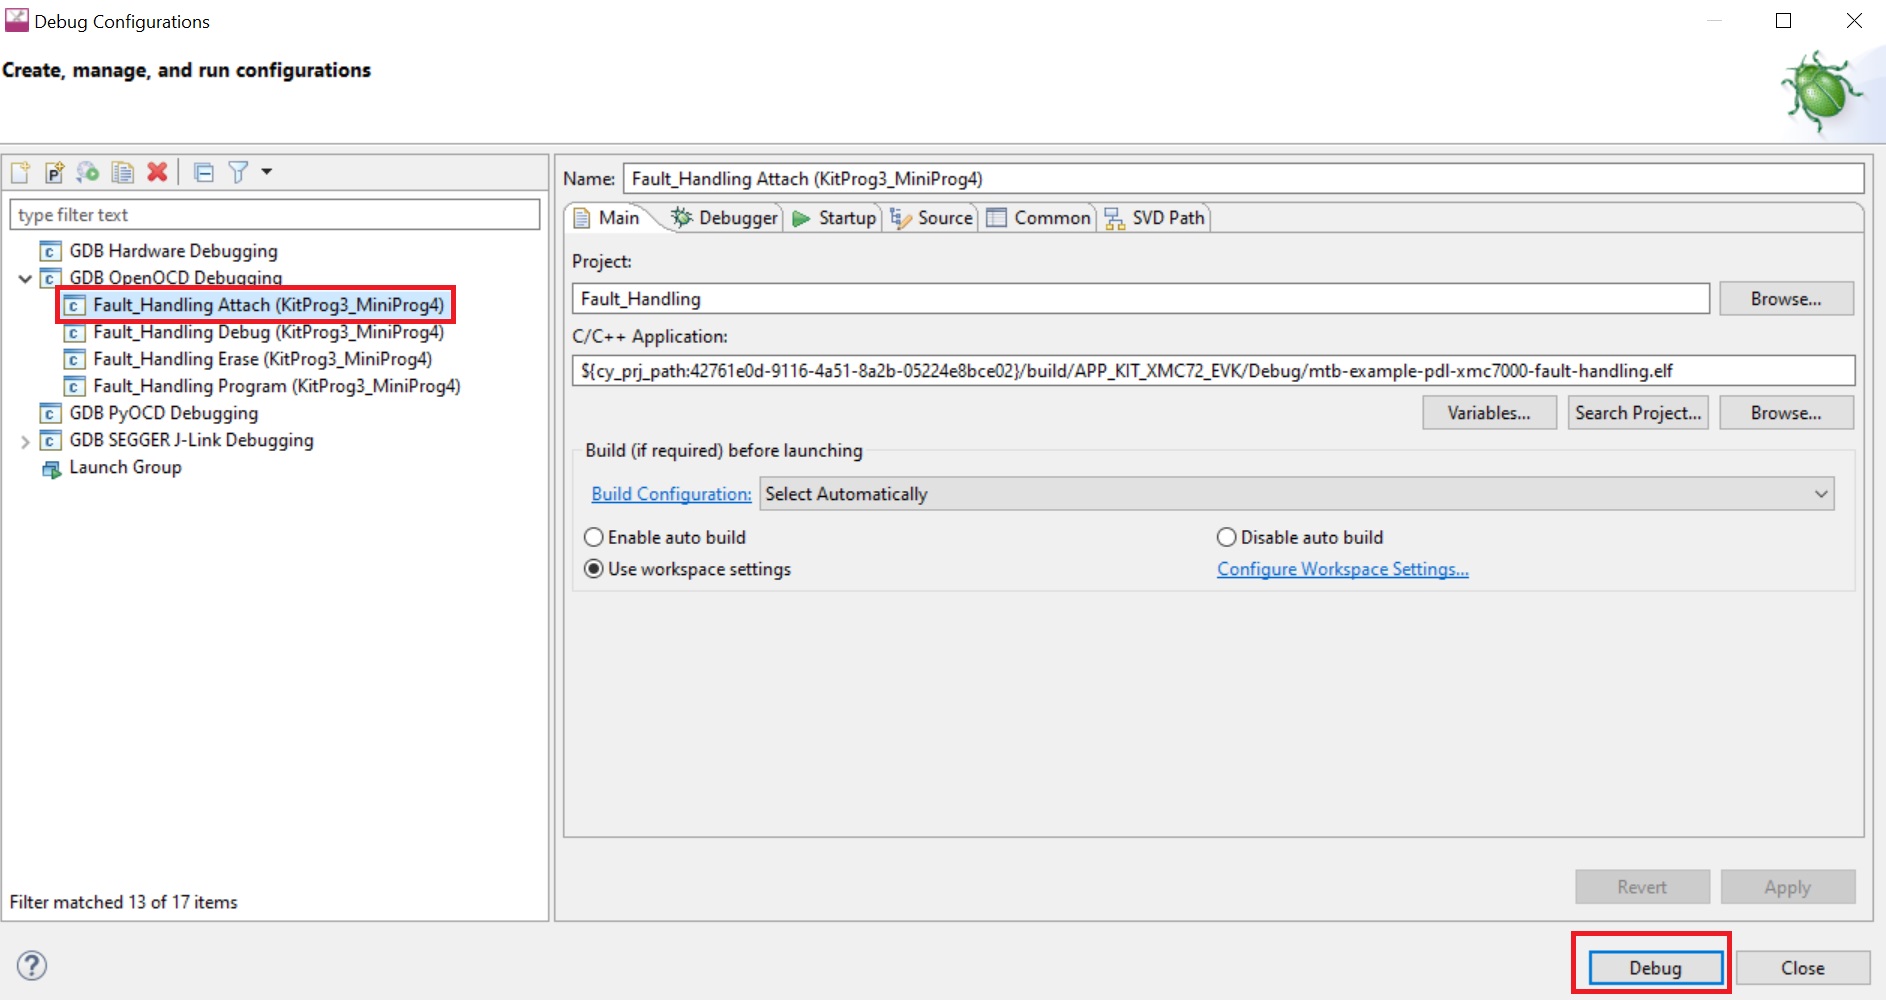 Debug Configurations
Create, manage, and run configurations
type filter text
GDB Hardware Debugging
GDB OpenOCD Debugging
Fault_Handling Attach (KitProg3_MiniProg4)
Fault_Handling Debug (KitProg3_MiniProg4)
Fault_Handling Erase (KitProg3_MiniProg4)
Fault_Handling Program (KitProg3_MiniProg4)
GDB PyOCD Debugging
GDB SEGGER J-Link Debugging
Launch Group
Filter matched 13 of 17 items
Name: Fault_Handling Attach (KitProg3_MiniProg4)
Main Debugger Startup Source Common SVD Path
Project:
Fault_Handling Browse...
C/C++ Application:
${cy_prj_path:42761e0d-9116-4a51-8a2b-05224e8bce02}/build/APP_KIT_XMC72_EVK/Debug/mtb-example-pdl-xmc7000-fault-handling.elf
Variables... Search Project... Browse...
Build (if required) before launching
Build Configuration: Select Automatically
Enable auto build Disable auto build
Use workspace settings Configure Workspace Settings...
Revert Apply
Debug Close